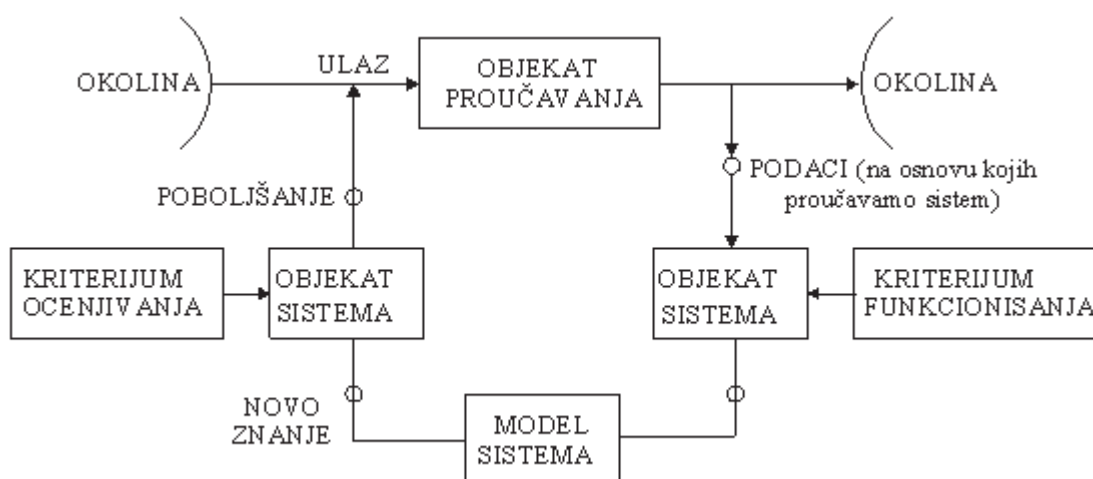 OKOLINA
ULAZ
OBJEKAT
PROUČAVANJA
OKOLINA
POBOLJŠANJE
PODACI (na osnovu kojih
proučavamo sistem)
KRITERIJUM
OCENJIVANJA
OBJEKAT
SISTEMA
OBJEKAT
SISTEMA
KRITERIJUM
FUNKCIONISANJA
NOVO
ZNANJE
MODEL
SISTEMA